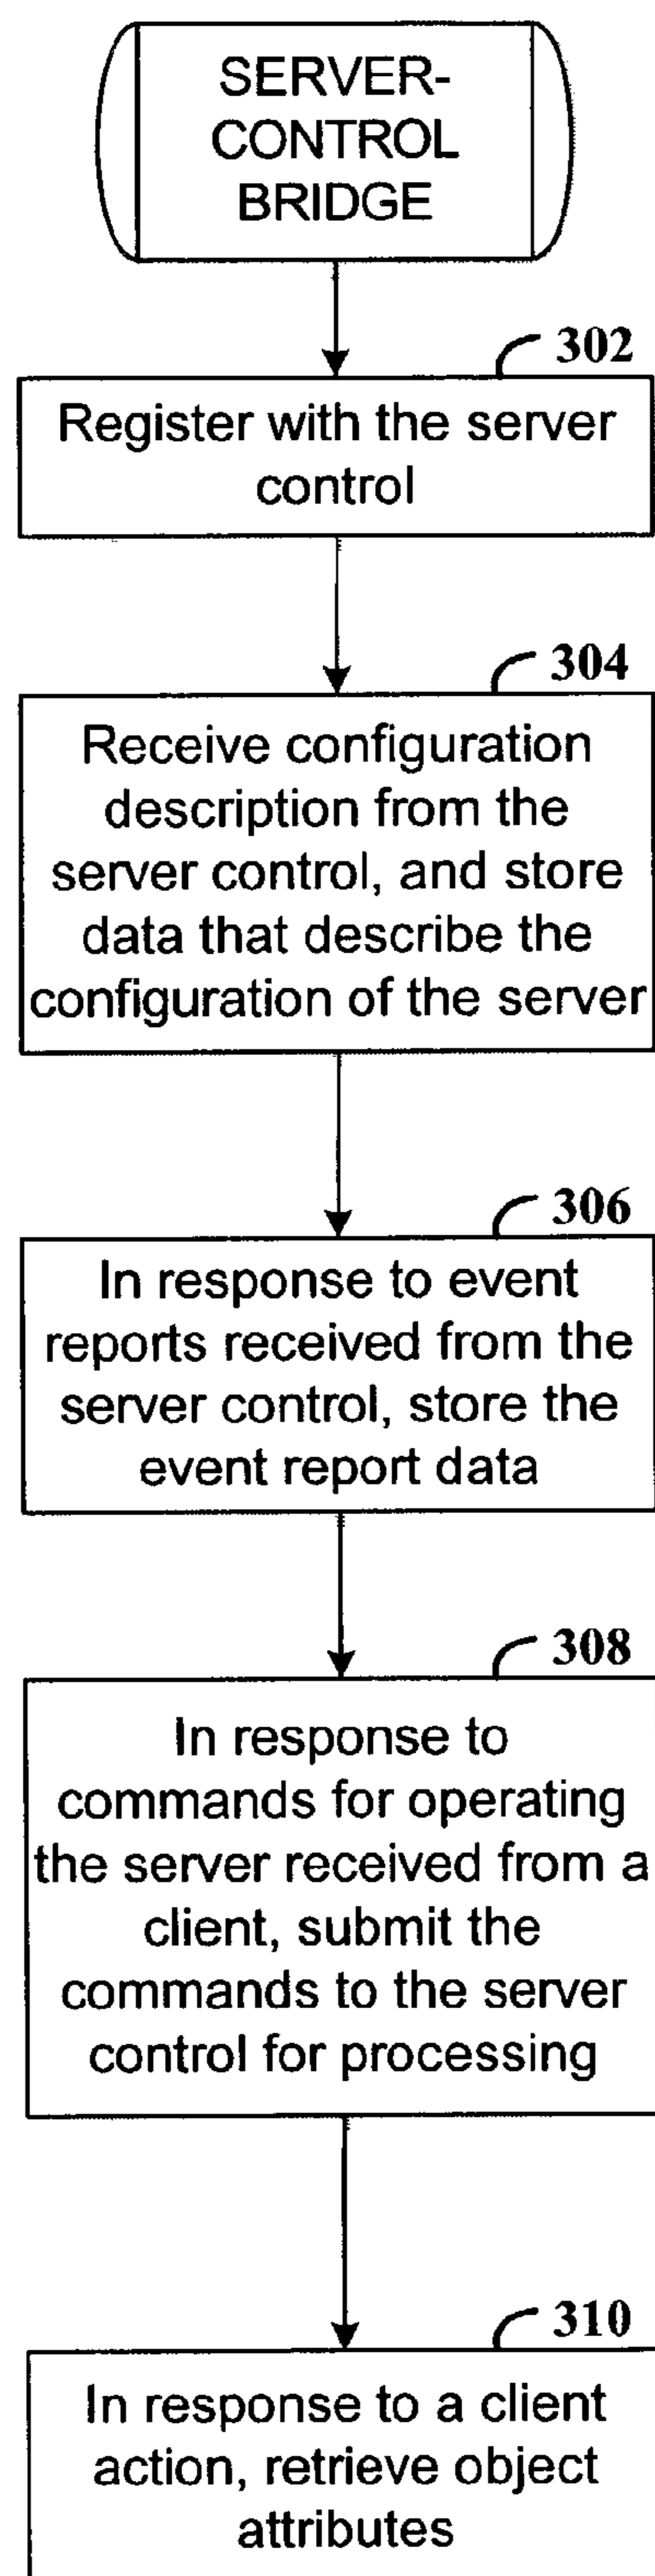 SERVER-
CONTROL
BRIDGE
302
Register with the server
control
304
Receive configuration
description from the
server control, and store
data that describe the
configuration of the server
306
In response to event
reports received from the
server control, store the
event report data
308
In response to
commands for operating
the server received from a
client, submit the
commands to the server
control for processing
310
In response to a client
action, retrieve object
attributes